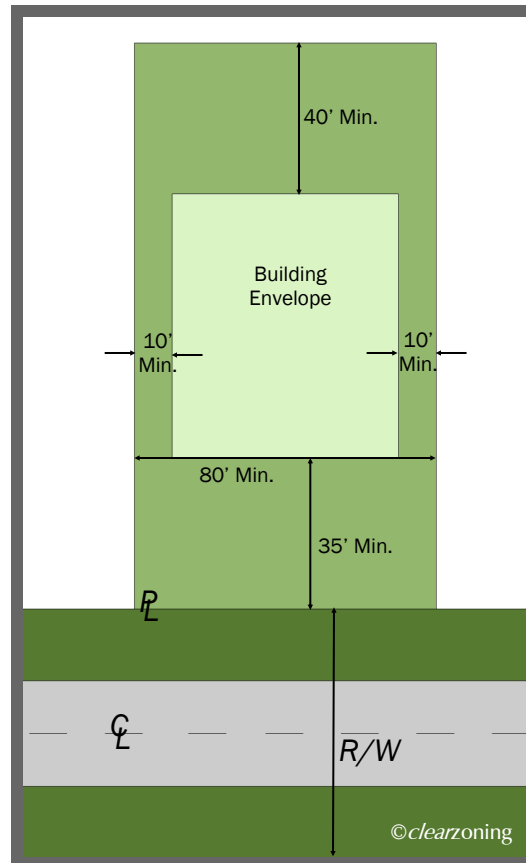 40’ Min.
Building
Envelope
10’
Min.
10’
Min.
80’ Min.
35’ Min.
PL
CL
R/W
©clearzoning